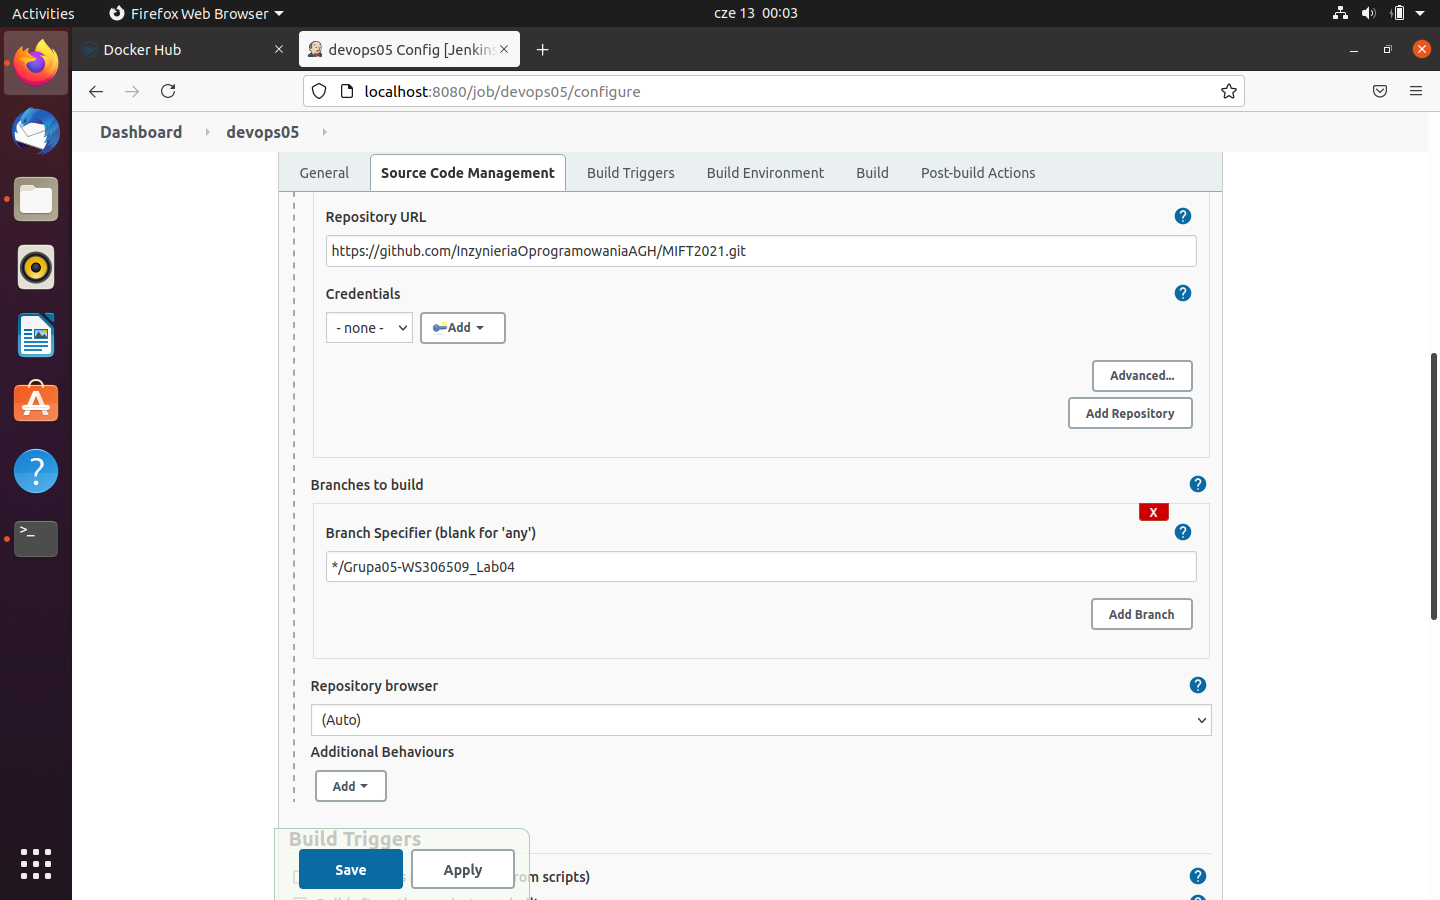 Activities
Firefox Web Browser
cze 13 00:03
Docker Hub
devops05 Config [Jenkins
localhost:8080/job/devops05/configure
Dashboard
devops05
General
Source Code Management
Build Triggers
Build Environment
Build
Post-build Actions
Repository URL
?
https://github.com/InzynieriaOprogramowaniaAGH/MIFT2021.git
Credentials
?
- none -
Add
Advanced...
Add Repository
Branches to build
?
X
Branch Specifier (blank for 'any')
?
*/Grupa05-WS306509_Lab04
Add Branch
Repository browser
?
(Auto)
Additional Behaviours
Add
Build Triggers
Save
Apply
scripts)
?